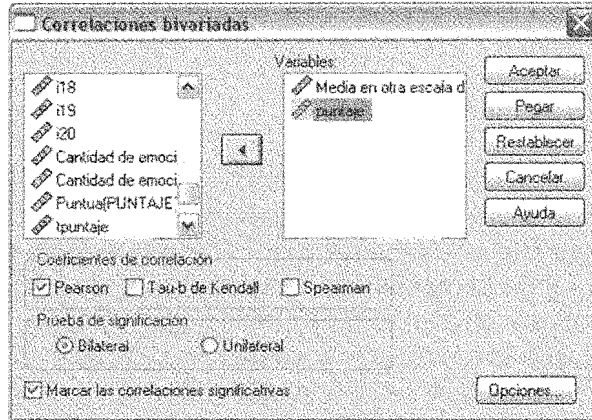 Correlaciones bivariadas
i18
i19
i20
Cantidad de emoci
Cantidad de emoci
Puntua(PUNTAJE
tpuntaje
Variables:
Media en otra escala d
puntaje
Aceptar
Pegar
Restablecer
Cancelar
Ayuda
Coeficientes de correlación
Pearson
Tau-b de Kendall
Spearman
Prueba de significación
Bilateral
Unilateral
Marcar las correlaciones significativas
Opciones...